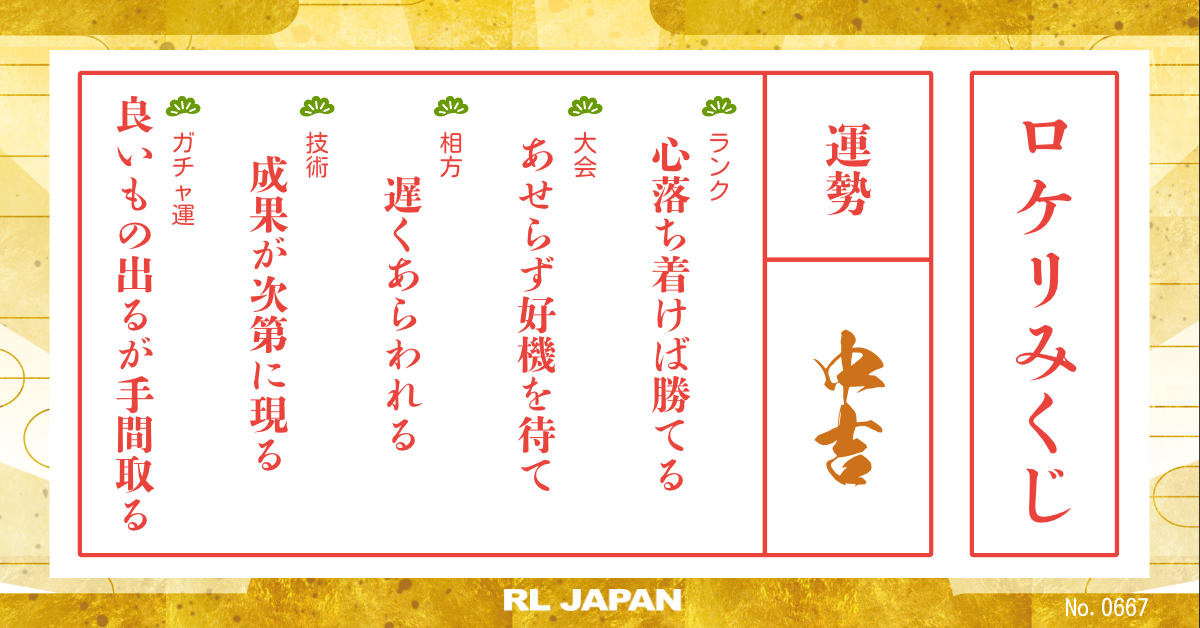 ロケリみくじ
運勢
中吉
ランク
心落ち着けば勝てる
大会
あせらず好機を待て
相方
遅くあらわれる
技術
成果が次第に現る
ガチャ運
良いもの出るが手間取る
RL JAPAN
No. 0667